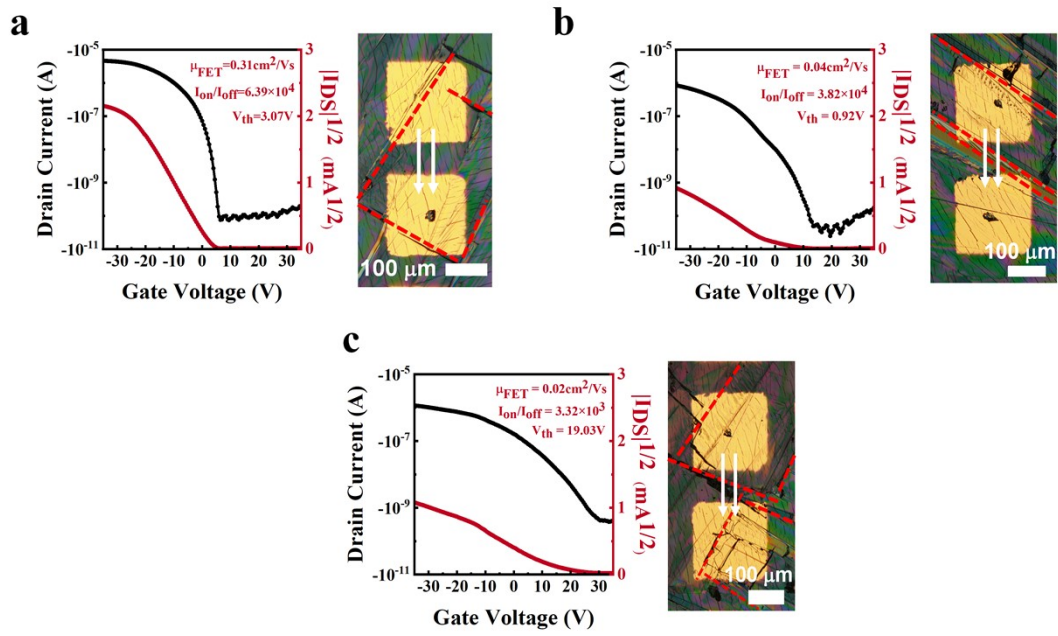 a
Drain Current (A)
-10-5
-10-7
-10-9
-10-11
μFET=0.31cm2/Vs
Ion/Ioff=6.39×104
Vth=3.07V
3
2
1
0
|IDS|1/2 (mA1/2)
-30 -20 -10 0 10 20 30
Gate Voltage (V)
100 μm
b
Drain Current (A)
-10-5
-10-7
-10-9
-10-11
μFET = 0.04cm2/Vs
Ion/Ioff = 3.82×104
Vth = 0.92V
3
2
1
0
|IDS|1/2 (mA1/2)
-30 -20 -10 0 10 20 30
Gate Voltage (V)
100 μm
c
Drain Current (A)
-10-5
-10-7
-10-9
-10-11
μFET = 0.02cm2/Vs
Ion/Ioff = 3.32×103
Vth = 19.03V
3
2
1
0
|IDS|1/2 (mA1/2)
-30 -20 -10 0 10 20 30
Gate Voltage (V)
100 μm